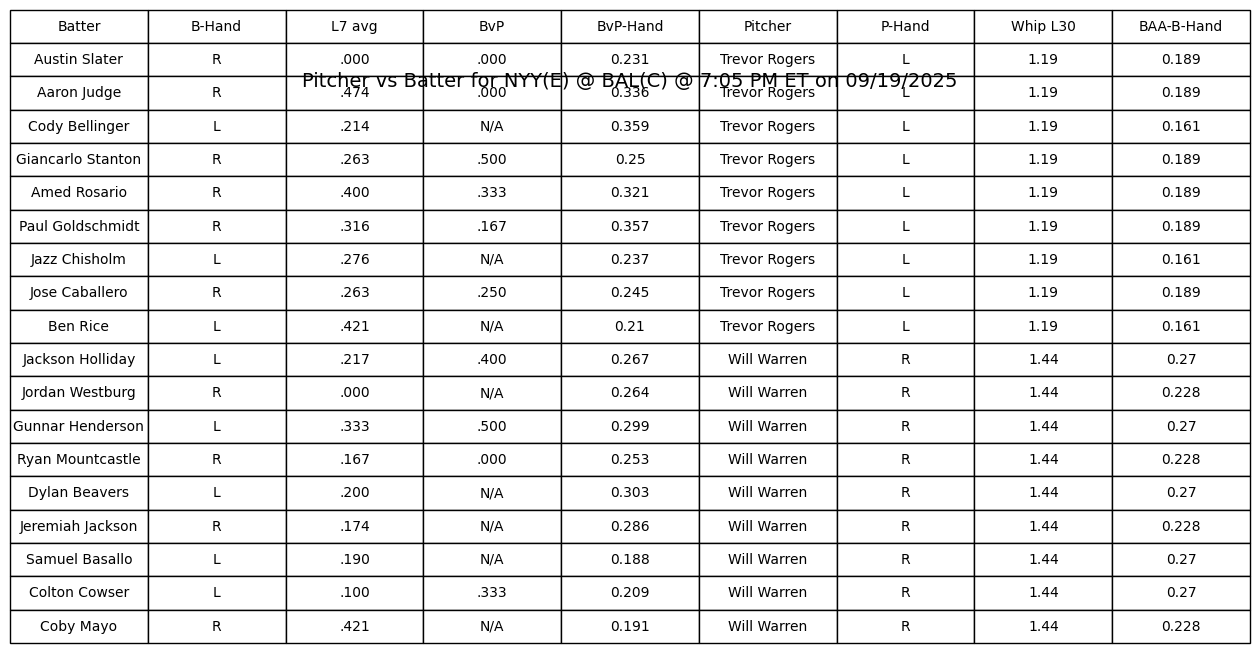 Batter B-Hand L7 avg BvP BvP-Hand Pitcher P-Hand Whip L30 BAA-B-Hand
Austin Slater R .000 .000 0.231 Trevor Rogers L 1.19 0.189
Pitcher vs Batter for NYY(E) @ BAL(C) @ 7:05 PM ET on 09/19/2025
Aaron Judge R .474 .000 0.336 Trevor Rogers L 1.19 0.189
Cody Bellinger L .214 N/A 0.359 Trevor Rogers L 1.19 0.161
Giancarlo Stanton R .263 .500 0.25 Trevor Rogers L 1.19 0.189
Amed Rosario R .400 .333 0.321 Trevor Rogers L 1.19 0.189
Paul Goldschmidt R .316 .167 0.357 Trevor Rogers L 1.19 0.189
Jazz Chisholm L .276 N/A 0.237 Trevor Rogers L 1.19 0.161
Jose Caballero R .263 .250 0.245 Trevor Rogers L 1.19 0.189
Ben Rice L .421 N/A 0.21 Trevor Rogers L 1.19 0.161
Jackson Holliday L .217 .400 0.267 Will Warren R 1.44 0.27
Jordan Westburg R .000 N/A 0.264 Will Warren R 1.44 0.228
Gunnar Henderson L .333 .500 0.299 Will Warren R 1.44 0.27
Ryan Mountcastle R .167 .000 0.253 Will Warren R 1.44 0.228
Dylan Beavers L .200 N/A 0.303 Will Warren R 1.44 0.27
Jeremiah Jackson R .174 N/A 0.286 Will Warren R 1.44 0.228
Samuel Basallo L .190 N/A 0.188 Will Warren R 1.44 0.27
Colton Cowser L .100 .333 0.209 Will Warren R 1.44 0.27
Coby Mayo R .421 N/A 0.191 Will Warren R 1.44 0.228